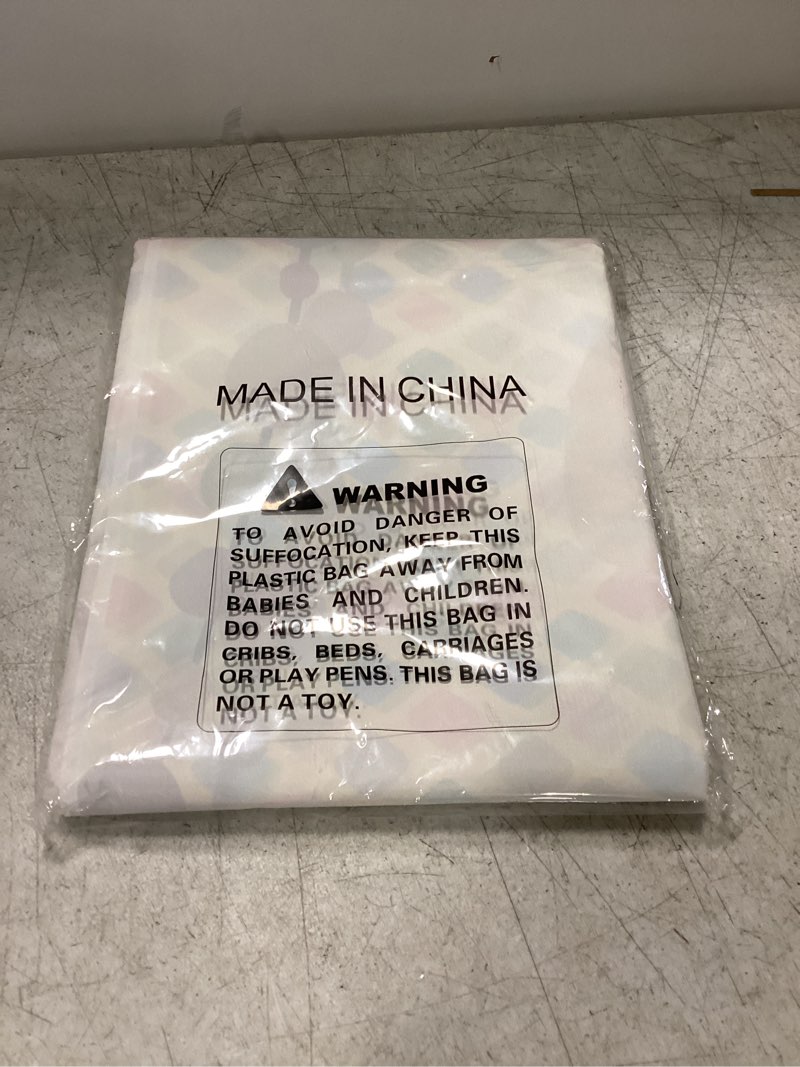 MADE IN CHINA
WARNING
TO AVOID DANGER OF
SUFFOCATION, KEEP THIS
PLASTIC BAG AWAY FROM
BABIES AND CHILDREN.
DO NOT USE THIS BAG IN
CRIBS, BEDS, CARRIAGES
OR PLAY PENS. THIS BAG IS
NOT A TOY.